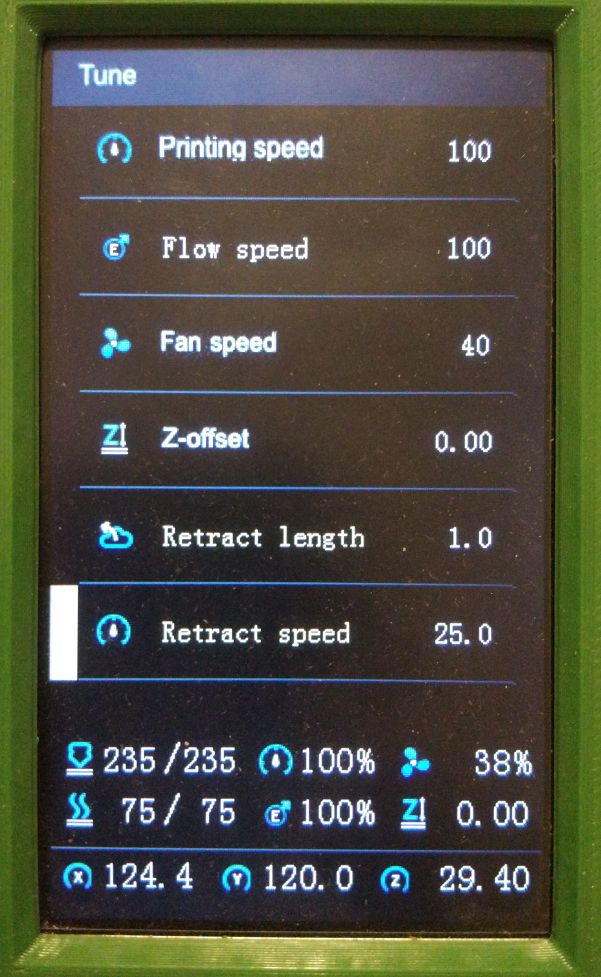 Tune
Printing speed 100
E Flow speed 100
Fan speed 40
Z Z-offset 0.00
Retract length 1.0
Retract speed 25.0
235/235 100% 38%
75/ 75 E 100% Z 0.00
X 124.4 Y 120.0 Z 29.40